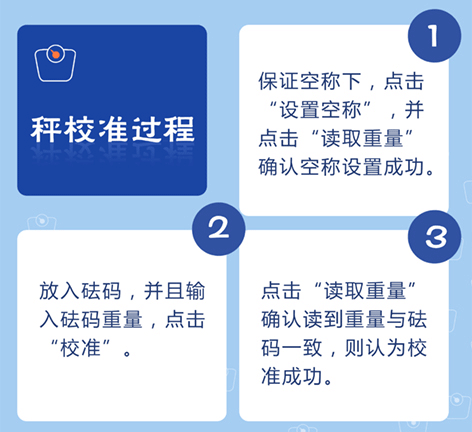 秤校准过程
1
保证空称下，点击
“设置空称”，并
点击“读取重量”
确认空称设置成功。
2
放入砝码，并且输
入砝码重量，点击
“校准”。
3
点击“读取重量”
确认读到重量与砝
码一致，则认为校
准成功。